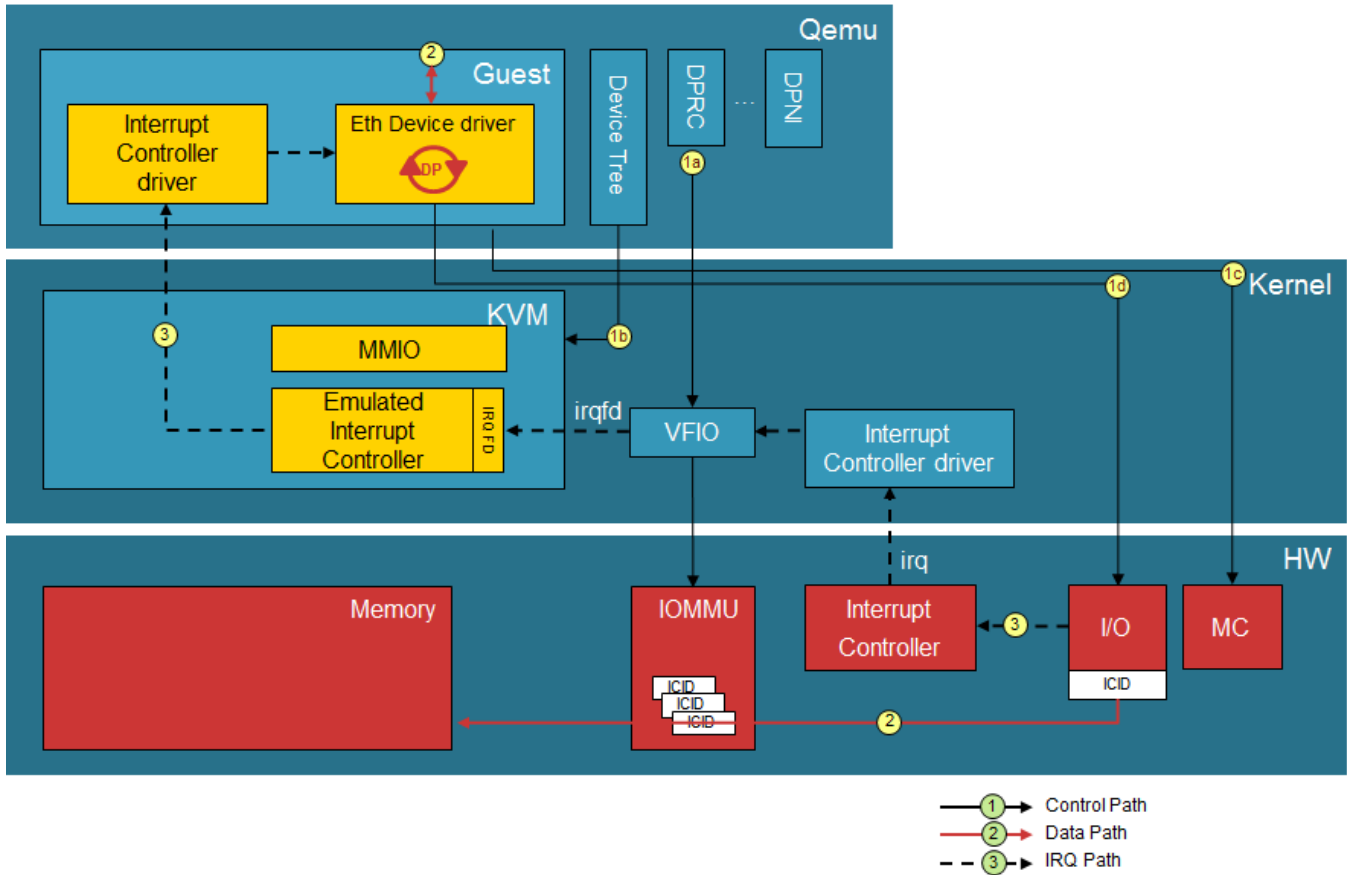 Qemu
2
Guest
Interrupt
Controller
driver
Eth Device driver
DP
Device Tree
DPRC
...
DPNI
1a
1c
Kernel
1d
KVM
3
1b
MMIO
Emulated
Interrupt
Controller
IRQ FD
irqfd
VFIO
Interrupt
Controller driver
HW
irq
Memory
IOMMU
Interrupt
Controller
3
I/O
MC
ICID
ICID
ICID
ICID
2
1 Control Path
2 Data Path
3 IRQ Path